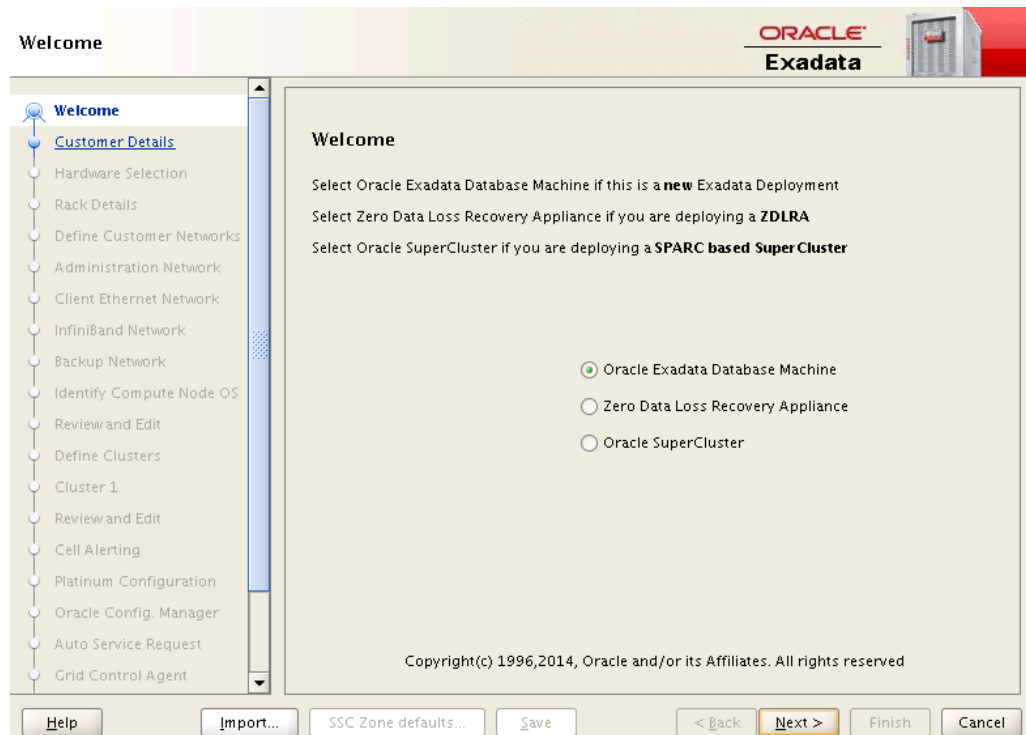 Welcome
ORACLE
Exadata
Welcome
Customer Details
Hardware Selection
Rack Details
Define Customer Networks
Administration Network
Client Ethernet Network
InfiniBand Network
Backup Network
Identify Compute Node OS
Review and Edit
Define Clusters
Cluster 1
Review and Edit
Cell Alerting
Platinum Configuration
Oracle Config. Manager
Auto Service Request
Grid Control Agent
Welcome
Select Oracle Exadata Database Machine if this is a new Exadata Deployment
Select Zero Data Loss Recovery Appliance if you are deploying a ZDLRA
Select Oracle SuperCluster if you are deploying a SPARC based SuperCluster
Oracle Exadata Database Machine
Zero Data Loss Recovery Appliance
Oracle SuperCluster
Copyright(c) 1996,2014, Oracle and/or its Affiliates. All rights reserved
Help
Import...
SSC Zone defaults...
Save
< Back
Next >
Finish
Cancel